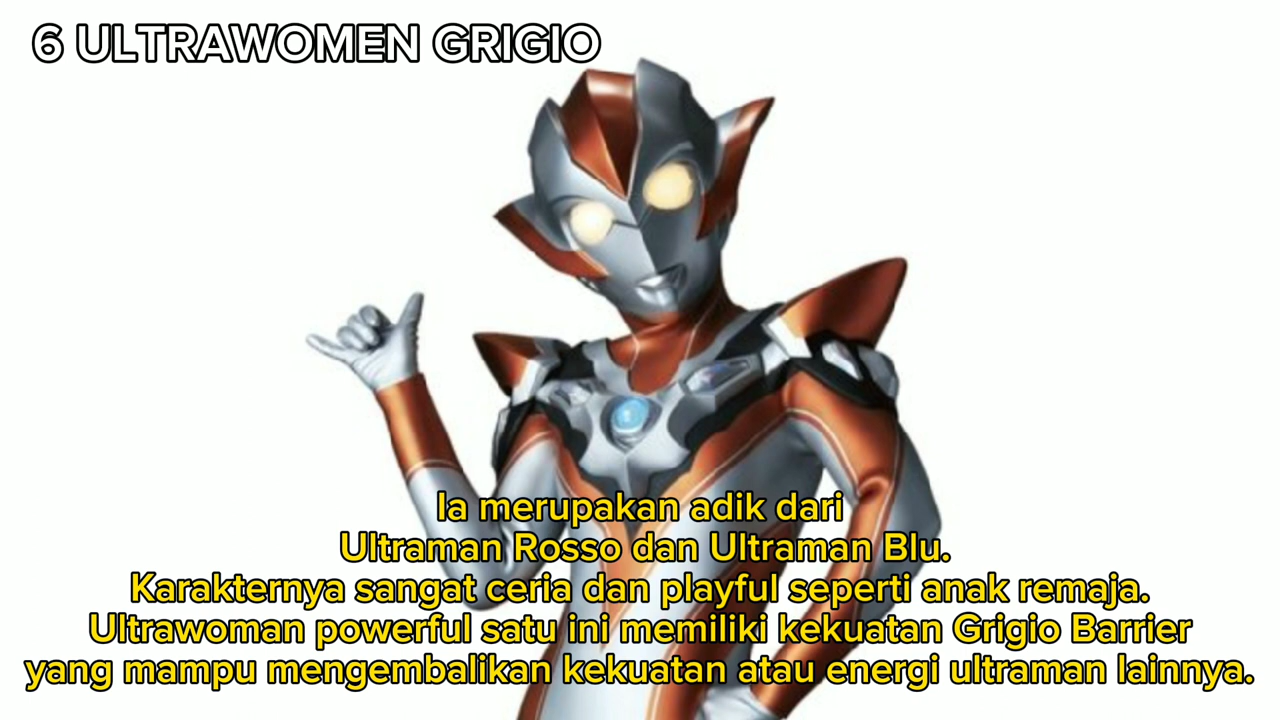 6 ULTRAWOMEN GRIGIO
Ia merupakan adik dari
Ultraman Rosso dan Ultraman Blu.
Karakternya sangat ceria dan playful seperti anak remaja.
Ultrawoman powerful satu ini memiliki kekuatan Grigio Barrier
yang mampu mengembalikan kekuatan atau energi ultraman lainnya.